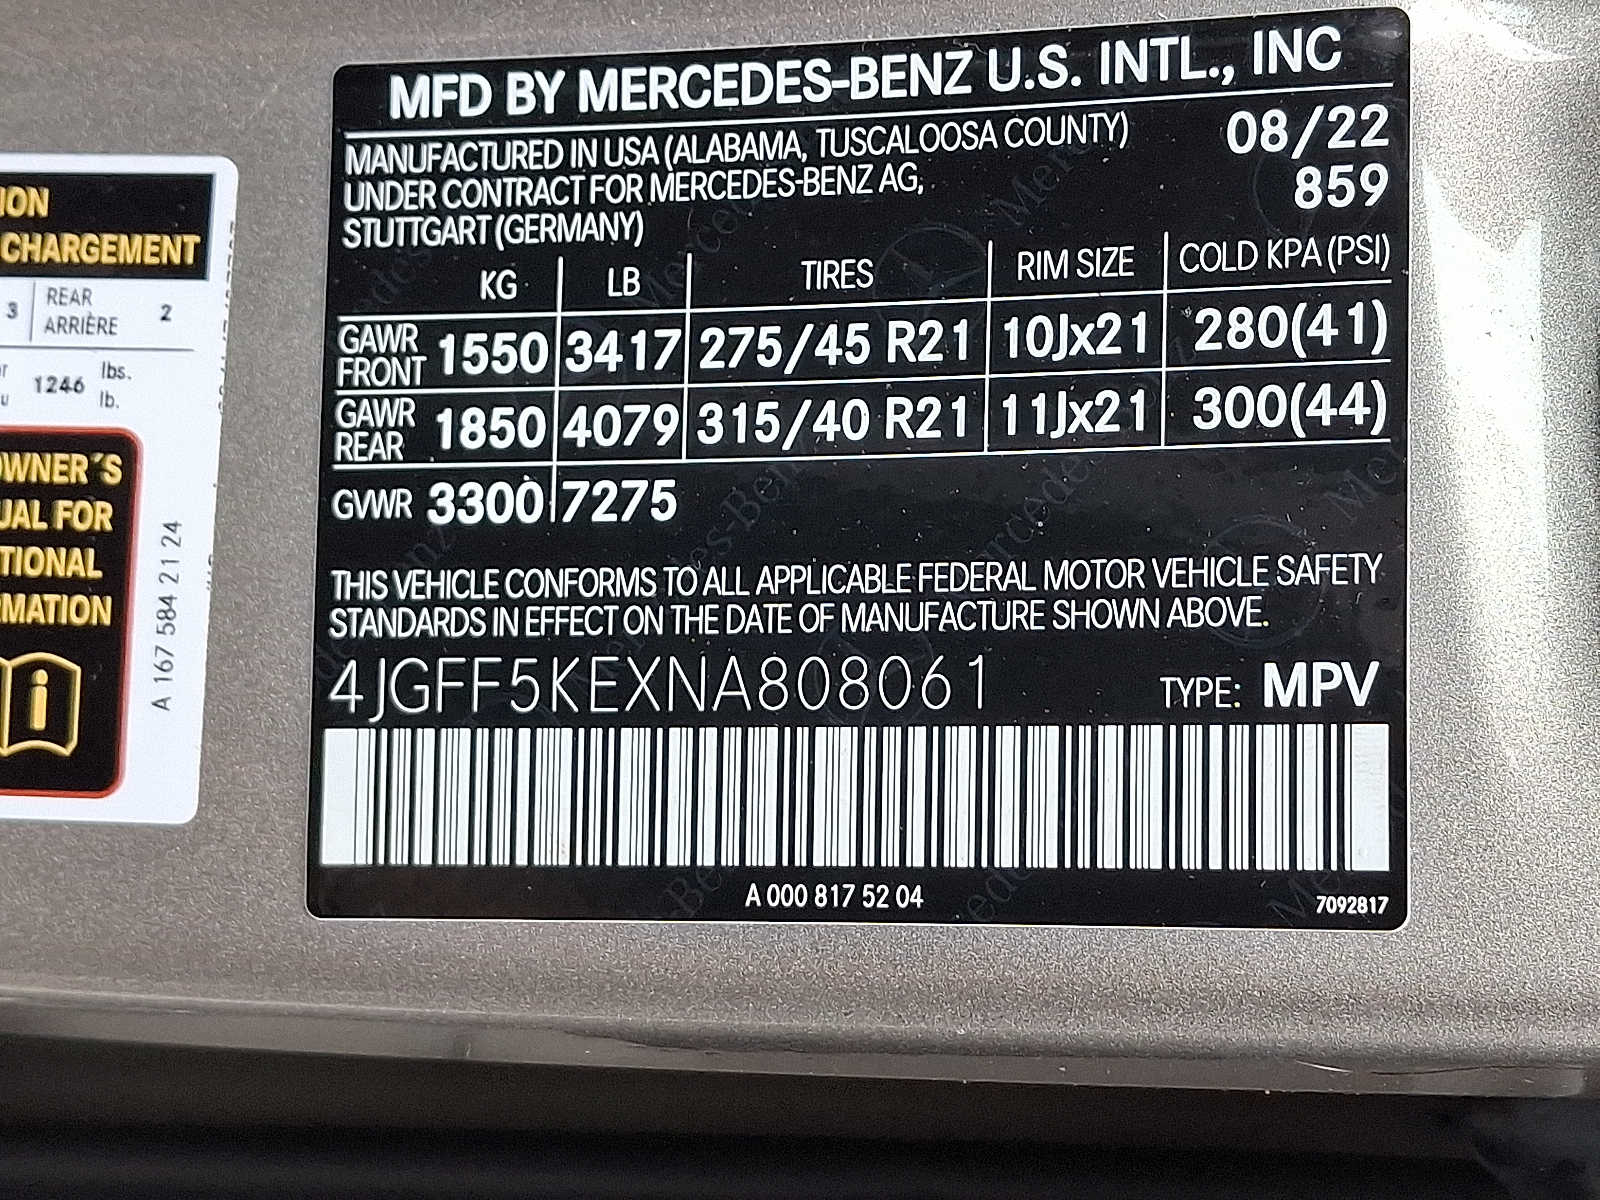 MFD BY MERCEDES-BENZ U.S. INTL., INC
MANUFACTURED IN USA (ALABAMA, TUSCALOOSA COUNTY) 08/22
UNDER CONTRACT FOR MERCEDES-BENZ AG, 859
STUTTGART (GERMANY)
KG LB TIRES RIM SIZE COLD KPA (PSI)
GAWR FRONT 1550 3417 275/45 R21 10Jx21 280(41)
GAWR REAR 1850 4079 315/40 R21 11Jx21 300(44)
GVWR 3300 7275
THIS VEHICLE CONFORMS TO ALL APPLICABLE FEDERAL MOTOR VEHICLE SAFETY
STANDARDS IN EFFECT ON THE DATE OF MANUFACTURE SHOWN ABOVE.
4JGFF5KEXNA808061 TYPE: MPV
A 000 817 52 04 7092817
ION
CHARGEMENT
3 REAR 2
ARRIÈRE
1246 lbs.
lb.
OWNER´S
UAL FOR
TIONAL
RMATION
i
A 167 584 21 24